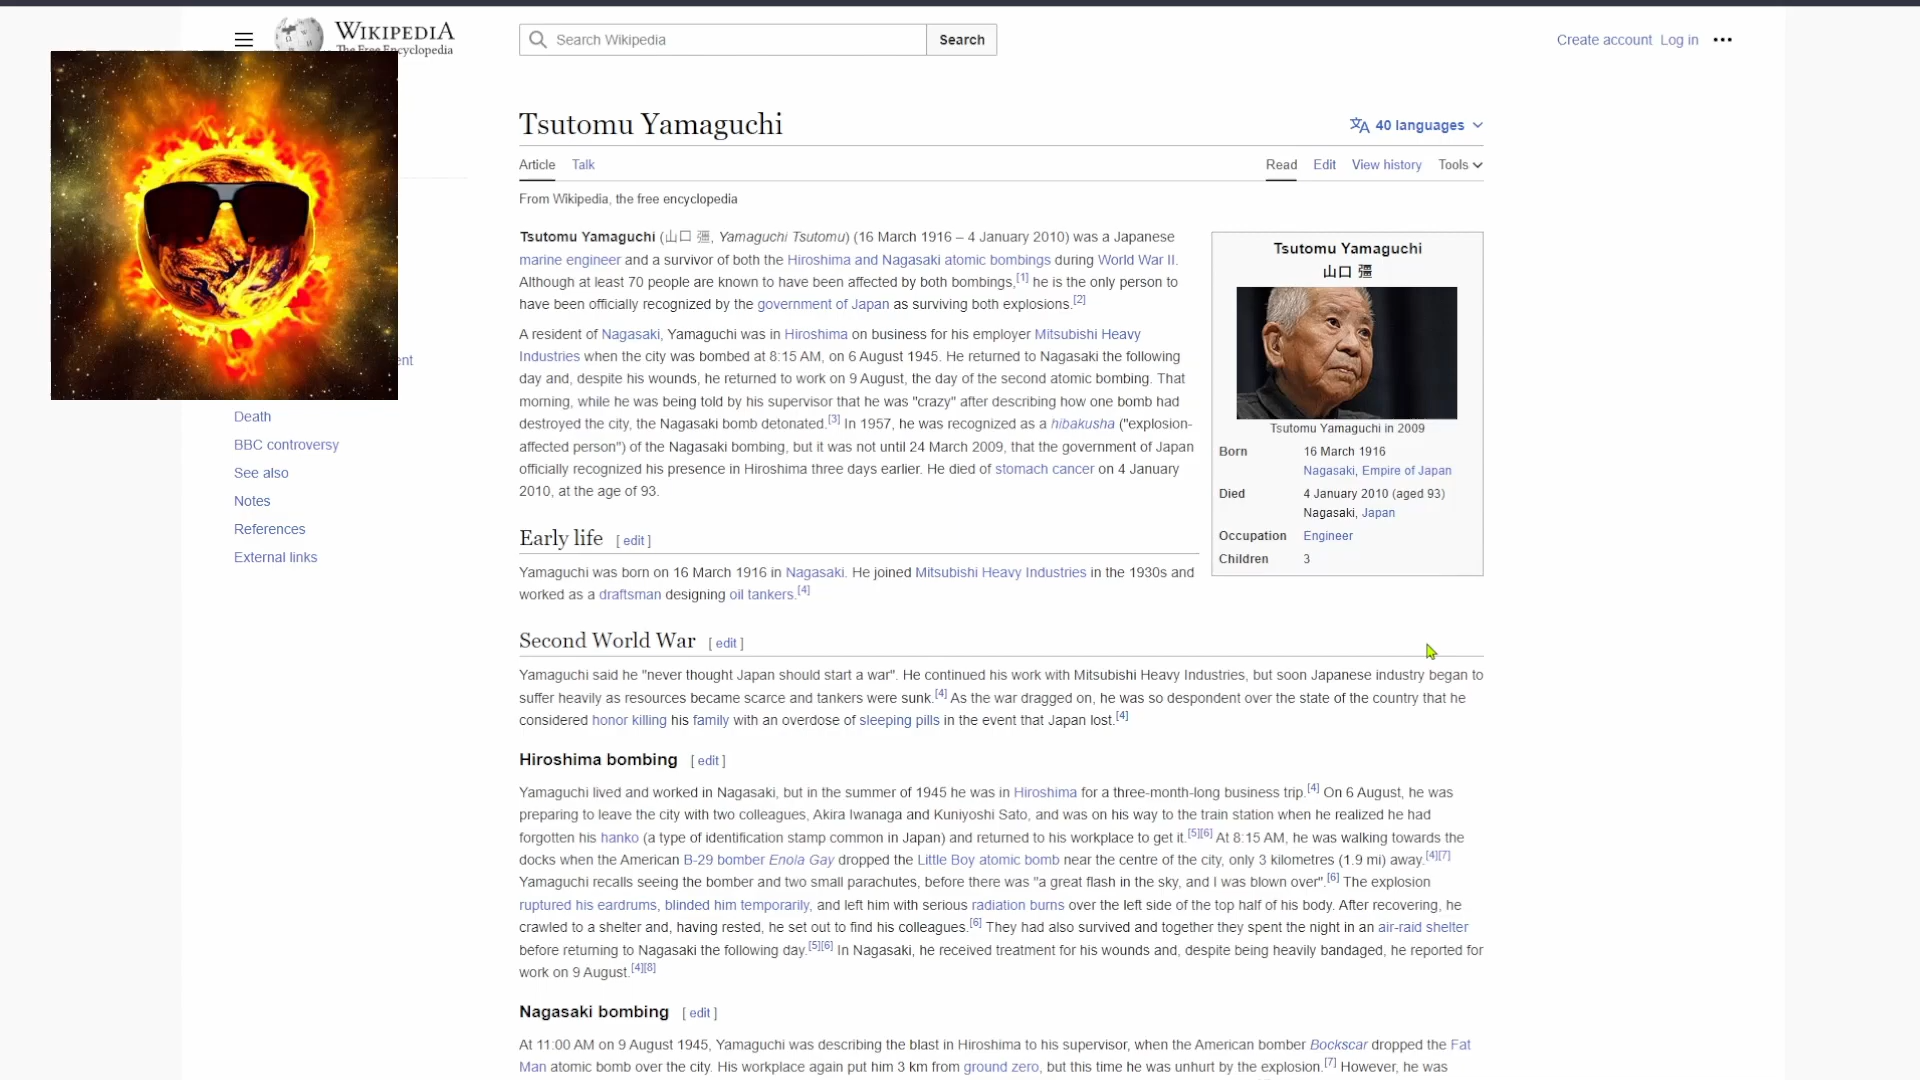 WIKIPEDIA
The Free Encyclopedia
Search Wikipedia
Search
Create account Log in
Tsutomu Yamaguchi
40 languages
Article Talk
Read Edit View history Tools
From Wikipedia, the free encyclopedia
Tsutomu Yamaguchi (山口 彊, Yamaguchi Tsutomu) (16 March 1916 – 4 January 2010) was a Japanese
marine engineer and a survivor of both the Hiroshima and Nagasaki atomic bombings during World War II.
Although at least 70 people are known to have been affected by both bombings,[1] he is the only person to
have been officially recognized by the government of Japan as surviving both explosions.[2]
A resident of Nagasaki, Yamaguchi was in Hiroshima on business for his employer Mitsubishi Heavy
Industries when the city was bombed at 8:15 AM, on 6 August 1945. He returned to Nagasaki the following
day and, despite his wounds, he returned to work on 9 August, the day of the second atomic bombing. That
morning, while he was being told by his supervisor that he was "crazy" after describing how one bomb had
destroyed the city, the Nagasaki bomb detonated.[3] In 1957, he was recognized as a hibakusha ("explosion-
affected person") of the Nagasaki bombing, but it was not until 24 March 2009, that the government of Japan
officially recognized his presence in Hiroshima three days earlier. He died of stomach cancer on 4 January
2010, at the age of 93.
Tsutomu Yamaguchi
山口 彊
Tsutomu Yamaguchi in 2009
Born 16 March 1916
Nagasaki, Empire of Japan
Died 4 January 2010 (aged 93)
Nagasaki, Japan
Occupation Engineer
Children 3
ent
Death
BBC controversy
See also
Notes
References
External links
Early life [ edit ]
Yamaguchi was born on 16 March 1916 in Nagasaki. He joined Mitsubishi Heavy Industries in the 1930s and
worked as a draftsman designing oil tankers.[4]
Second World War [ edit ]
Yamaguchi said he "never thought Japan should start a war". He continued his work with Mitsubishi Heavy Industries, but soon Japanese industry began to
suffer heavily as resources became scarce and tankers were sunk.[4] As the war dragged on, he was so despondent over the state of the country that he
considered honor killing his family with an overdose of sleeping pills in the event that Japan lost.[4]
Hiroshima bombing [ edit ]
Yamaguchi lived and worked in Nagasaki, but in the summer of 1945 he was in Hiroshima for a three-month-long business trip.[4] On 6 August, he was
preparing to leave the city with two colleagues, Akira Iwanaga and Kuniyoshi Sato, and was on his way to the train station when he realized he had
forgotten his hanko (a type of identification stamp common in Japan) and returned to his workplace to get it.[5][6] At 8:15 AM, he was walking towards the
docks when the American B-29 bomber Enola Gay dropped the Little Boy atomic bomb near the centre of the city, only 3 kilometres (1.9 mi) away.[4][7]
Yamaguchi recalls seeing the bomber and two small parachutes, before there was "a great flash in the sky, and I was blown over".[6] The explosion
ruptured his eardrums, blinded him temporarily, and left him with serious radiation burns over the left side of the top half of his body. After recovering, he
crawled to a shelter and, having rested, he set out to find his colleagues.[6] They had also survived and together they spent the night in an air-raid shelter
before returning to Nagasaki the following day.[5][6] In Nagasaki, he received treatment for his wounds and, despite being heavily bandaged, he reported for
work on 9 August.[4][8]
Nagasaki bombing [ edit ]
At 11:00 AM on 9 August 1945, Yamaguchi was describing the blast in Hiroshima to his supervisor, when the American bomber Bockscar dropped the Fat
Man atomic bomb over the city. His workplace again put him 3 km from ground zero, but this time he was unhurt by the explosion.[7] However, he was